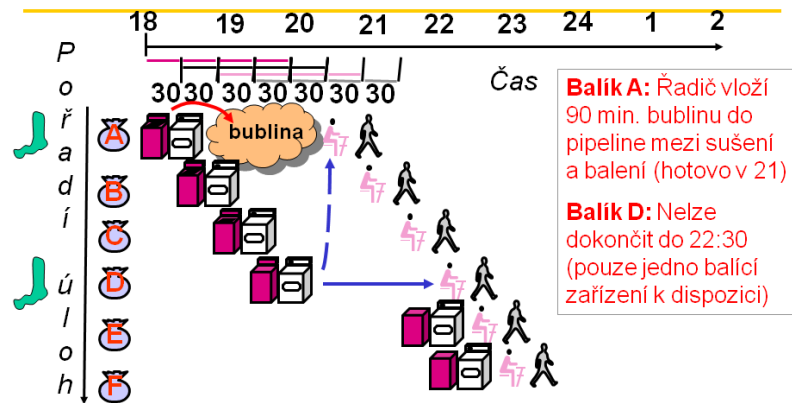 18 19 20 21 22 23 24 1 2
Čas
30 30 30 30 30 30 30
Pořadí úloh
A
bublina
B
C
D
E
F
Balík A: Řadič vloží
90 min. bublinu do
pipeline mezi sušení
a balení (hotovo v 21)
Balík D: Nelze
dokončit do 22:30
(pouze jedno balící
zařízení k dispozici)